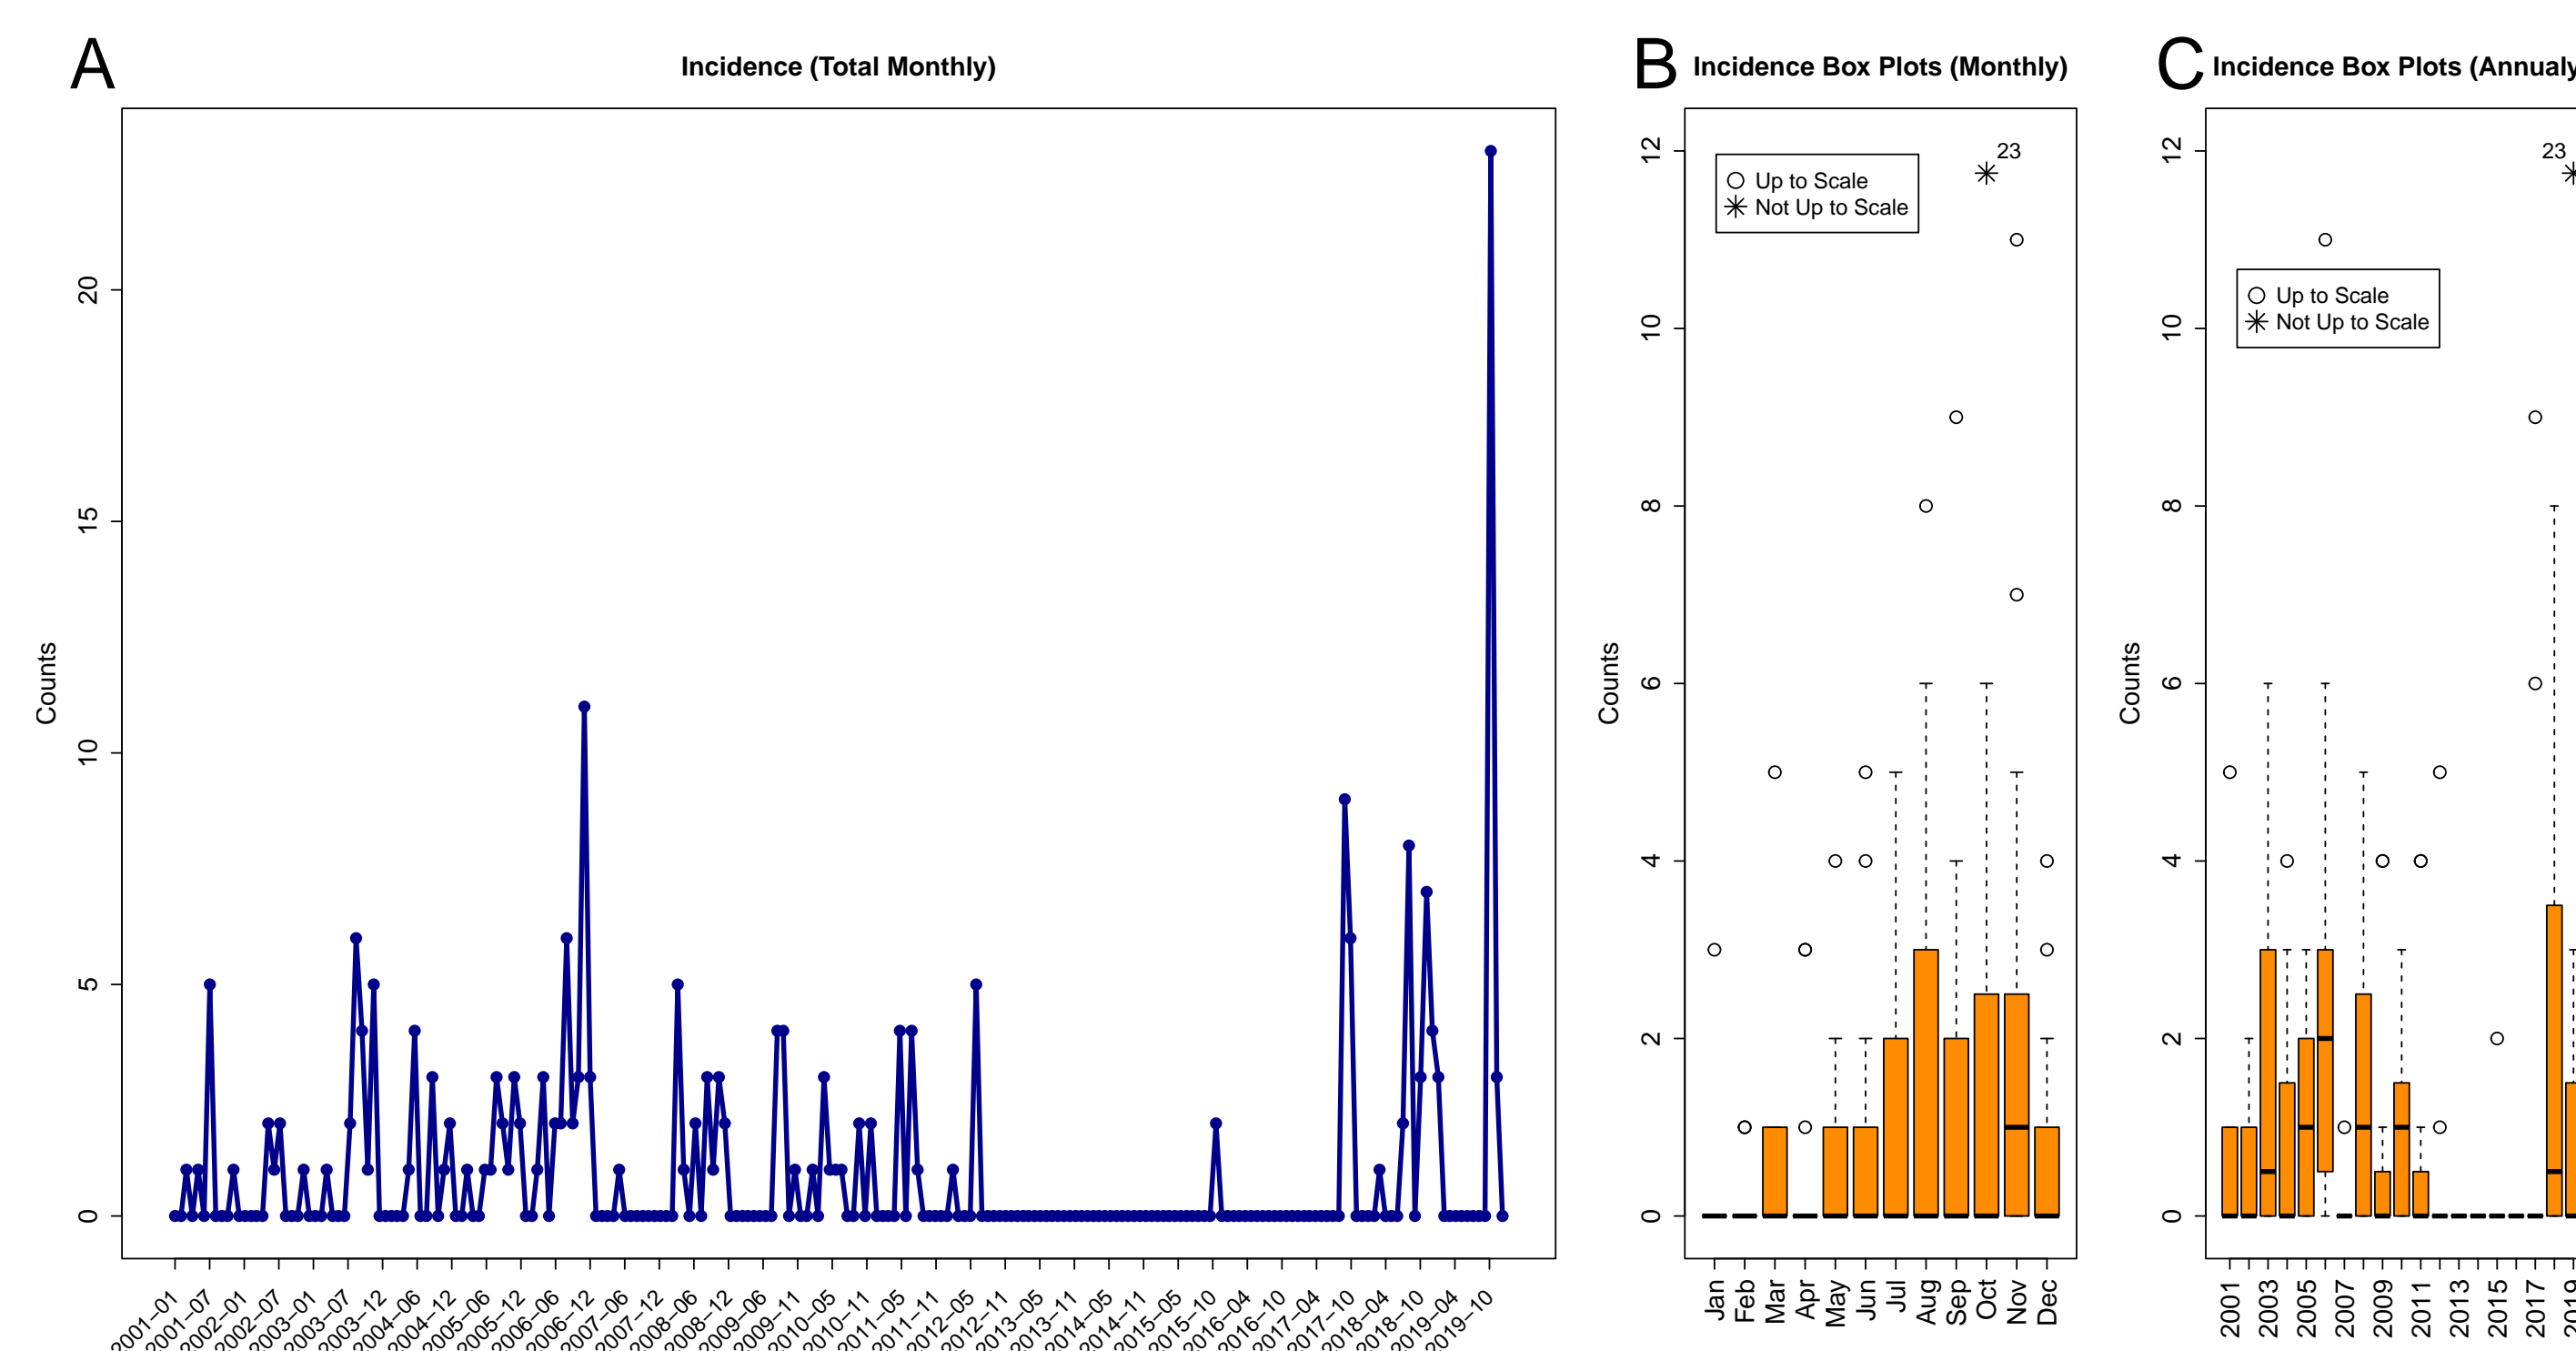 A
Incidence (Total Monthly)
Counts
20
15
10
5
0
2001−01
2001−07
2002−01
2002−07
2003−01
2003−07
2003−12
2004−06
2004−12
2005−06
2005−12
2006−06
2006−12
2007−06
2007−12
2008−06
2008−12
2009−06
2009−11
2010−05
2010−11
2011−05
2011−11
2012−05
2012−11
2013−05
2013−11
2014−05
2014−11
2015−05
2015−10
2016−04
2016−10
2017−04
2017−10
2018−04
2018−10
2019−04
2019−10
B
Incidence Box Plots (Monthly)
Counts
12
10
8
6
4
2
0
23
Up to Scale
Not Up to Scale
Jan
Feb
Mar
Apr
May
Jun
Jul
Aug
Sep
Oct
Nov
Dec
C
Incidence Box Plots (Annualy
Counts
12
10
8
6
4
2
0
23
Up to Scale
Not Up to Scale
2001
2003
2005
2007
2009
2011
2013
2015
2017
2019